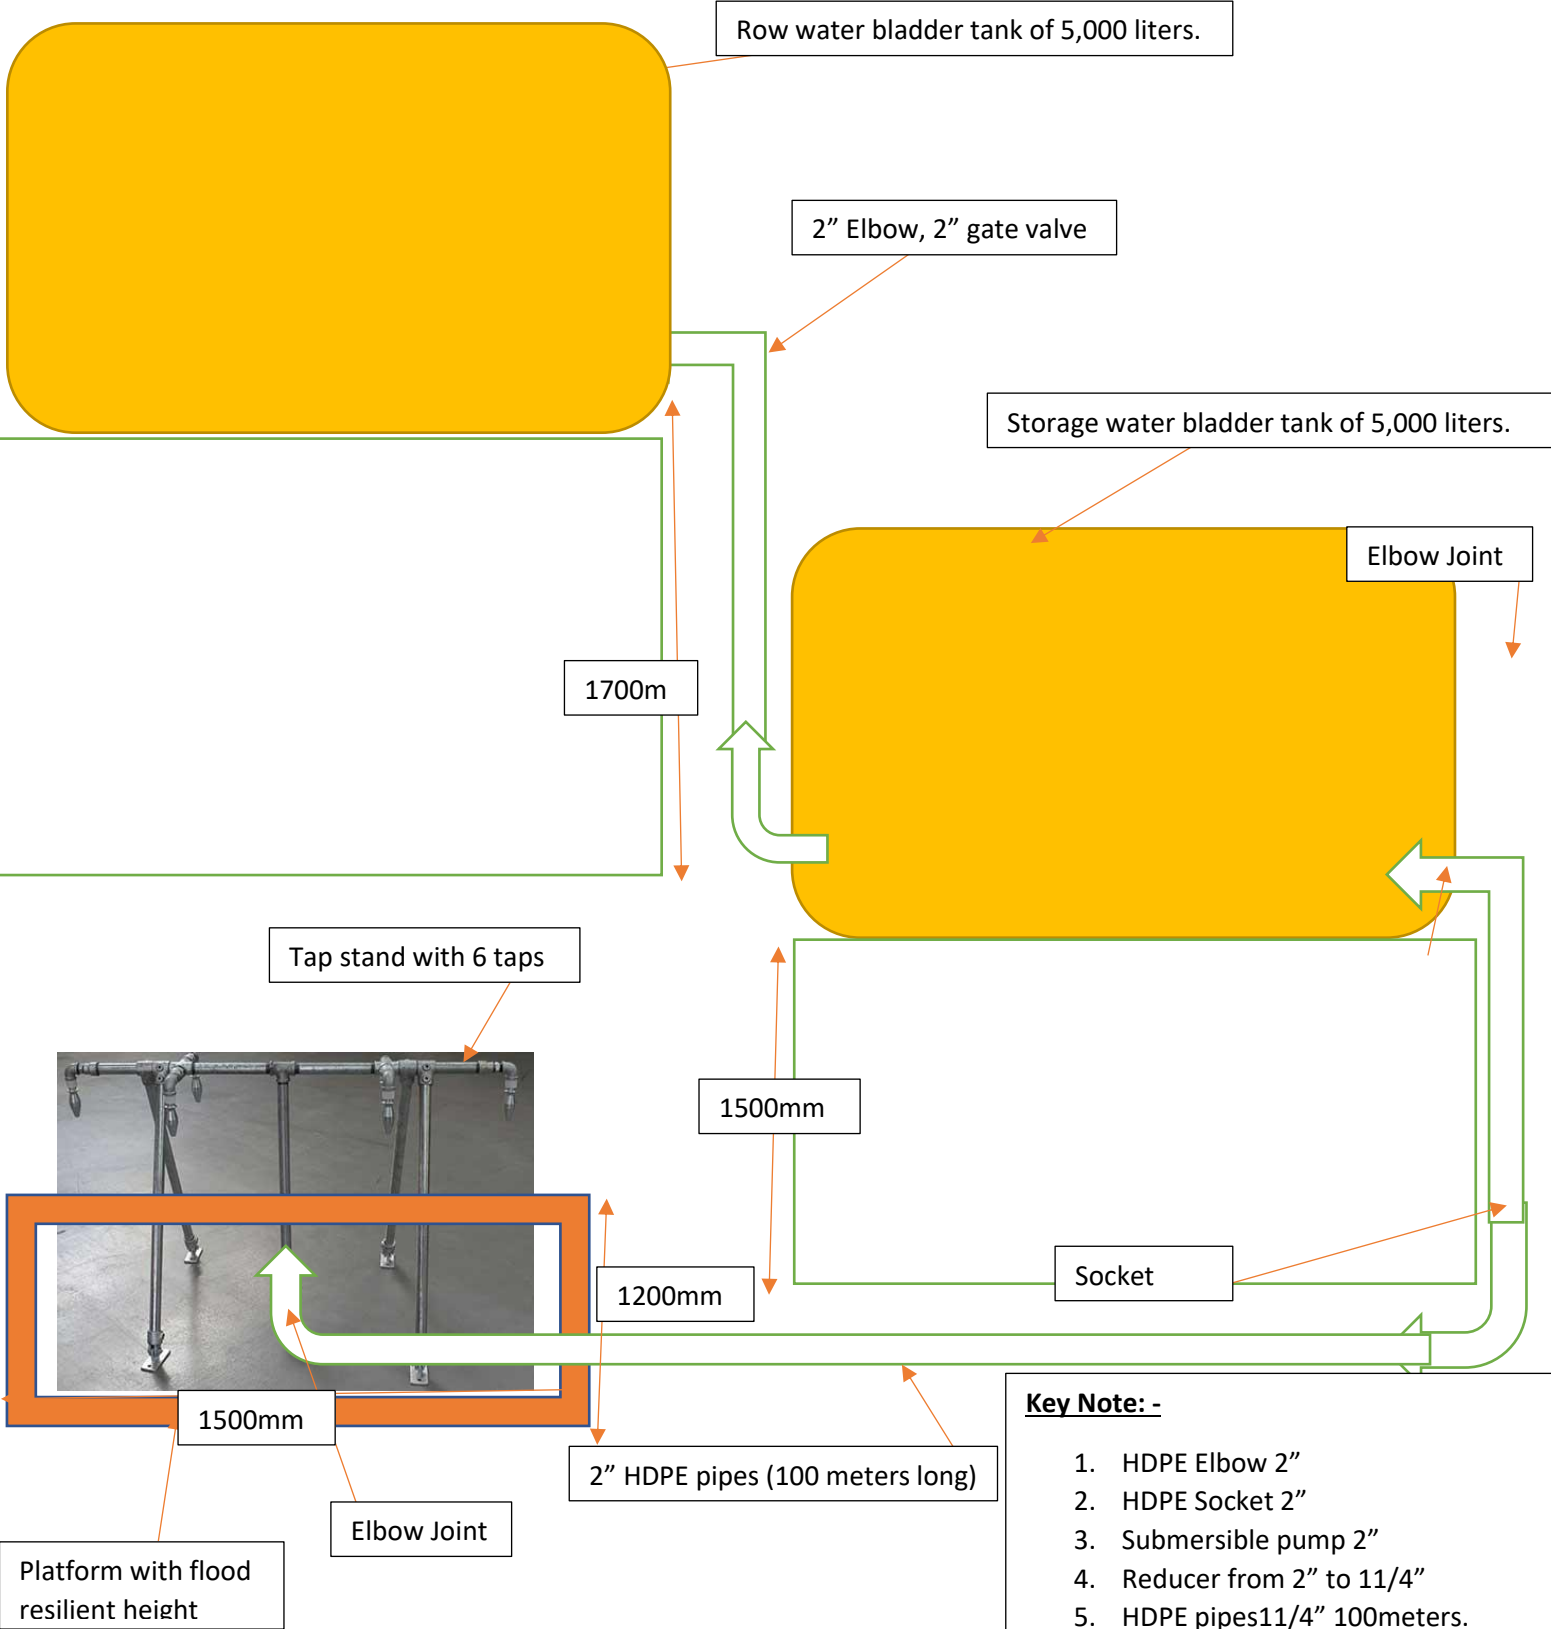 Row water bladder tank of 5,000 liters.
2” Elbow, 2” gate valve
Storage water bladder tank of 5,000 liters.
Elbow Joint
1700m
Tap stand with 6 taps
1500mm
Socket
1200mm
1500mm
2” HDPE pipes (100 meters long)
Elbow Joint
Platform with flood
resilient height
Key Note: -
1. HDPE Elbow 2”
2. HDPE Socket 2”
3. Submersible pump 2”
4. Reducer from 2” to 11/4”
5. HDPE pipes11/4” 100meters.